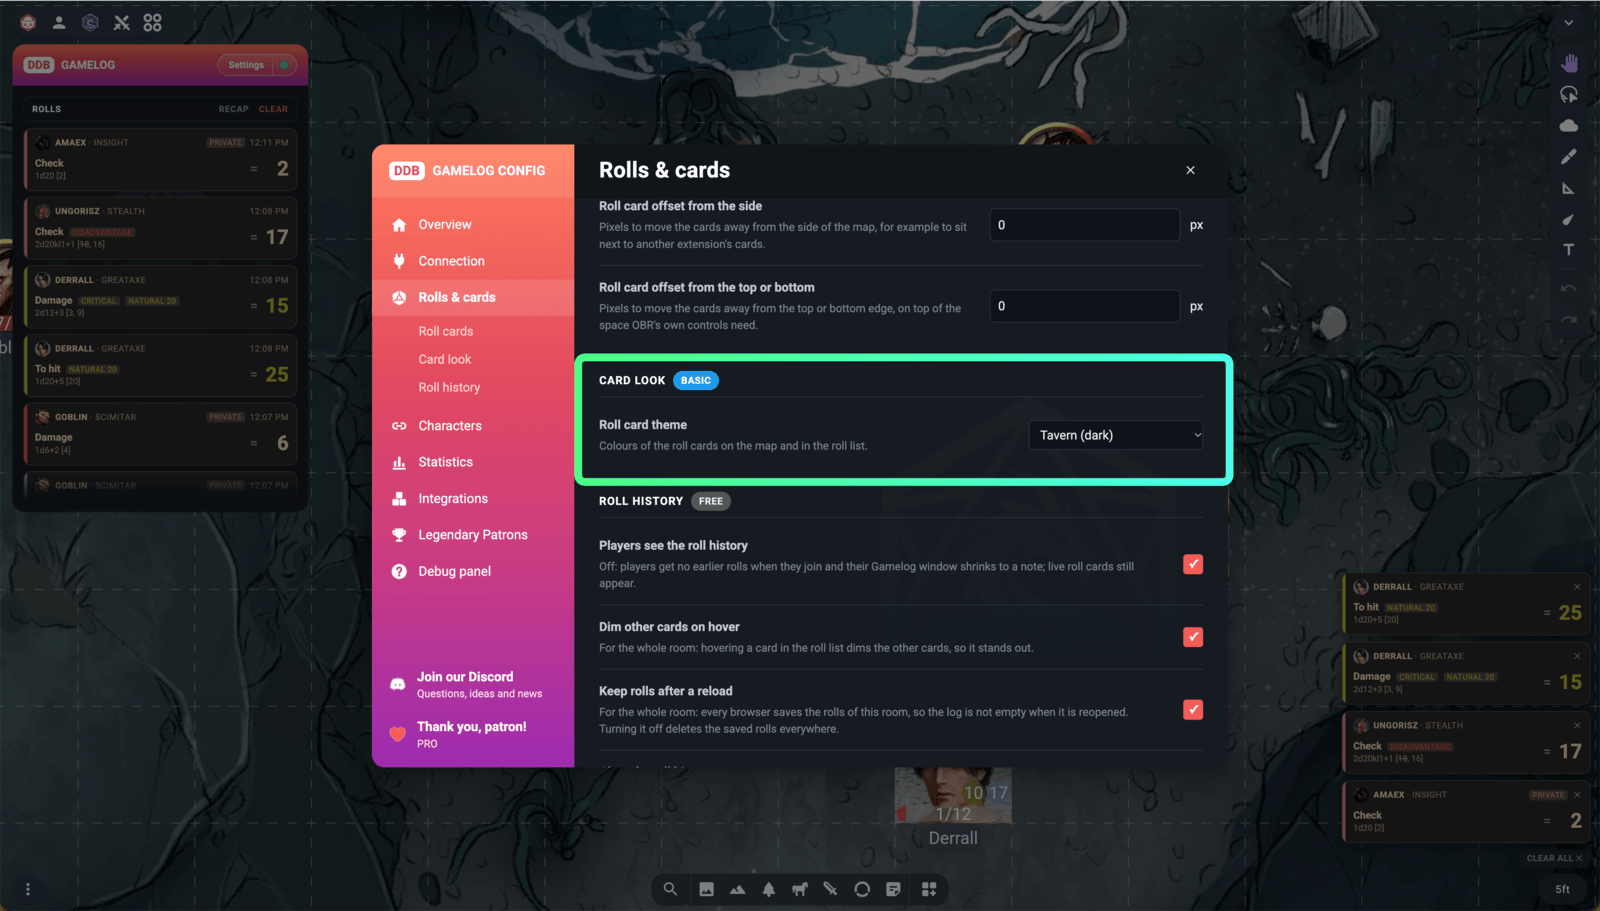 DDB GAMELOG
Settings
ROLLS
RECAP CLEAR
AMAEX · INSIGHT PRIVATE 12:11 PM
Check
1d20 [2]
= 2
UNGORISZ · STEALTH 12:08 PM
Check DISADVANTAGE
2d20kl1+1 [18, 16]
= 17
DERRALL · GREATAXE 12:08 PM
Damage CRITICAL NATURAL 20
2d12+3 [3, 9]
= 15
DERRALL · GREATAXE 12:08 PM
To hit NATURAL 20
1d20+5 [20]
= 25
GOBLIN · SCIMITAR PRIVATE 12:07 PM
Damage
1d6+2 [4]
= 6
GOBLIN · SCIMITAR PRIVATE 12:07 PM
DDB GAMELOG CONFIG
Overview
Connection
Rolls & cards
Roll cards
Card look
Roll history
Characters
Statistics
Integrations
Legendary Patrons
Debug panel
Join our Discord
Questions, ideas and news
Thank you, patron!
PRO
Rolls & cards
Roll card offset from the side
Pixels to move the cards away from the side of the map, for example to sit
next to another extension's cards.
0 px
Roll card offset from the top or bottom
Pixels to move the cards away from the top or bottom edge, on top of the
space OBR's own controls need.
0 px
CARD LOOK BASIC
Roll card theme
Colours of the roll cards on the map and in the roll list.
Tavern (dark)
ROLL HISTORY FREE
Players see the roll history
Off: players get no earlier rolls when they join and their Gamelog window shrinks to a note; live roll cards still
appear.
Dim other cards on hover
For the whole room: hovering a card in the roll list dims the other cards, so it stands out.
Keep rolls after a reload
For the whole room: every browser saves the rolls of this room, so the log is not empty when it is reopened.
Turning it off deletes the saved rolls everywhere.
10 17
1/12
Derrall
DERRALL · GREATAXE
To hit NATURAL 20
1d20+5 [20]
= 25
DERRALL · GREATAXE
Damage CRITICAL NATURAL 20
2d12+3 [3, 9]
= 15
UNGORISZ · STEALTH
Check DISADVANTAGE
2d20kl1+1 [18, 16]
= 17
AMAEX · INSIGHT PRIVATE
Check
1d20 [2]
= 2
CLEAR ALL
5ft